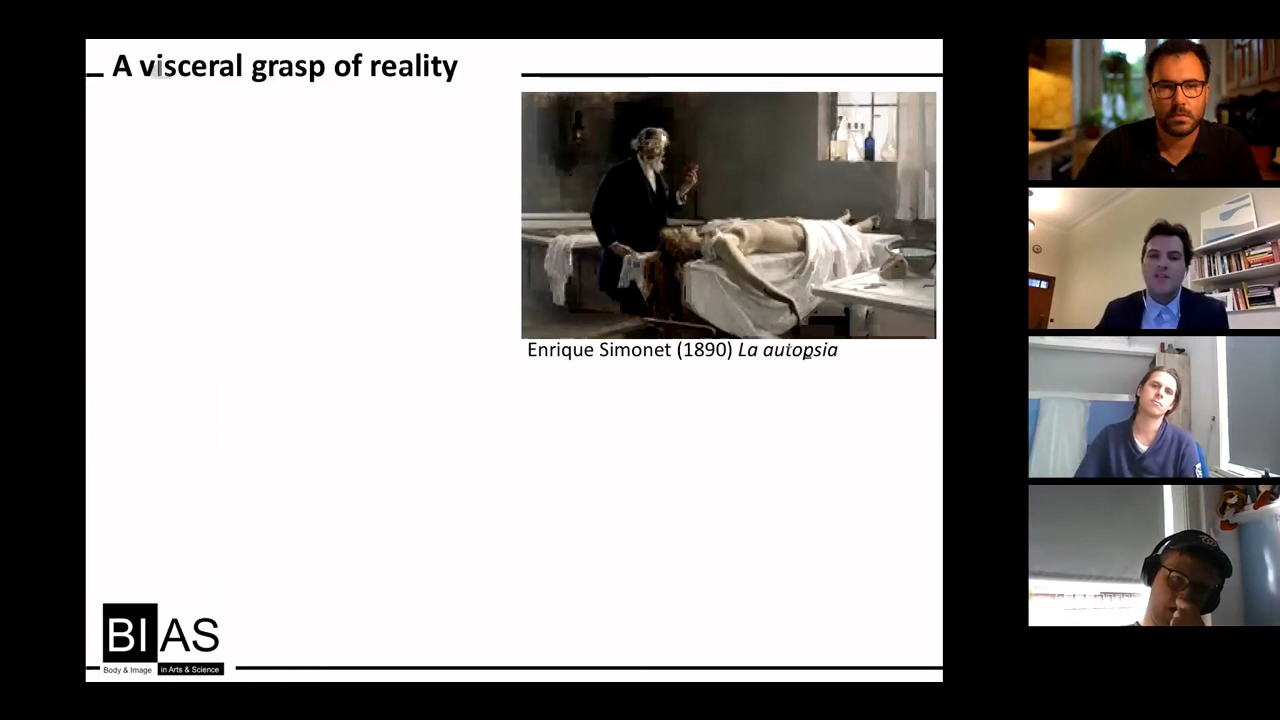 A visceral grasp of reality
Enrique Simonet (1890) La autopsia
BIAS
Body & Image in Arts & Science